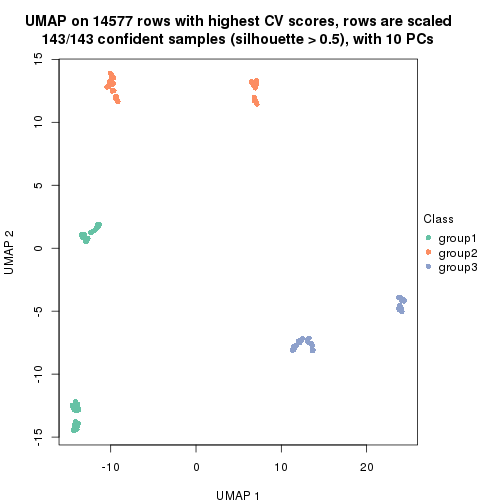 UMAP on 14577 rows with highest CV scores, rows are scaled
143/143 confident samples (silhouette > 0.5), with 10 PCs
15
10
5
0
-5
-10
-15
UMAP 2
-10
0
10
20
UMAP 1
Class
group1
group2
group3